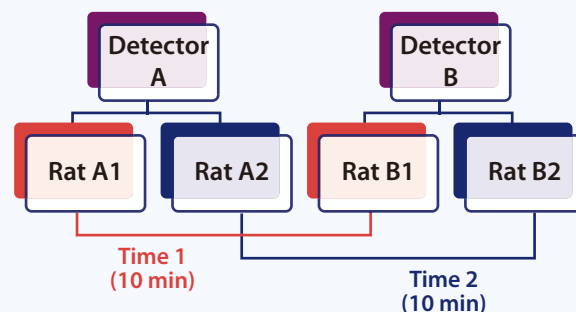 Detector
A
Detector
B
Rat A1
Rat A2
Rat B1
Rat B2
Time 1
(10 min)
Time 2
(10 min)